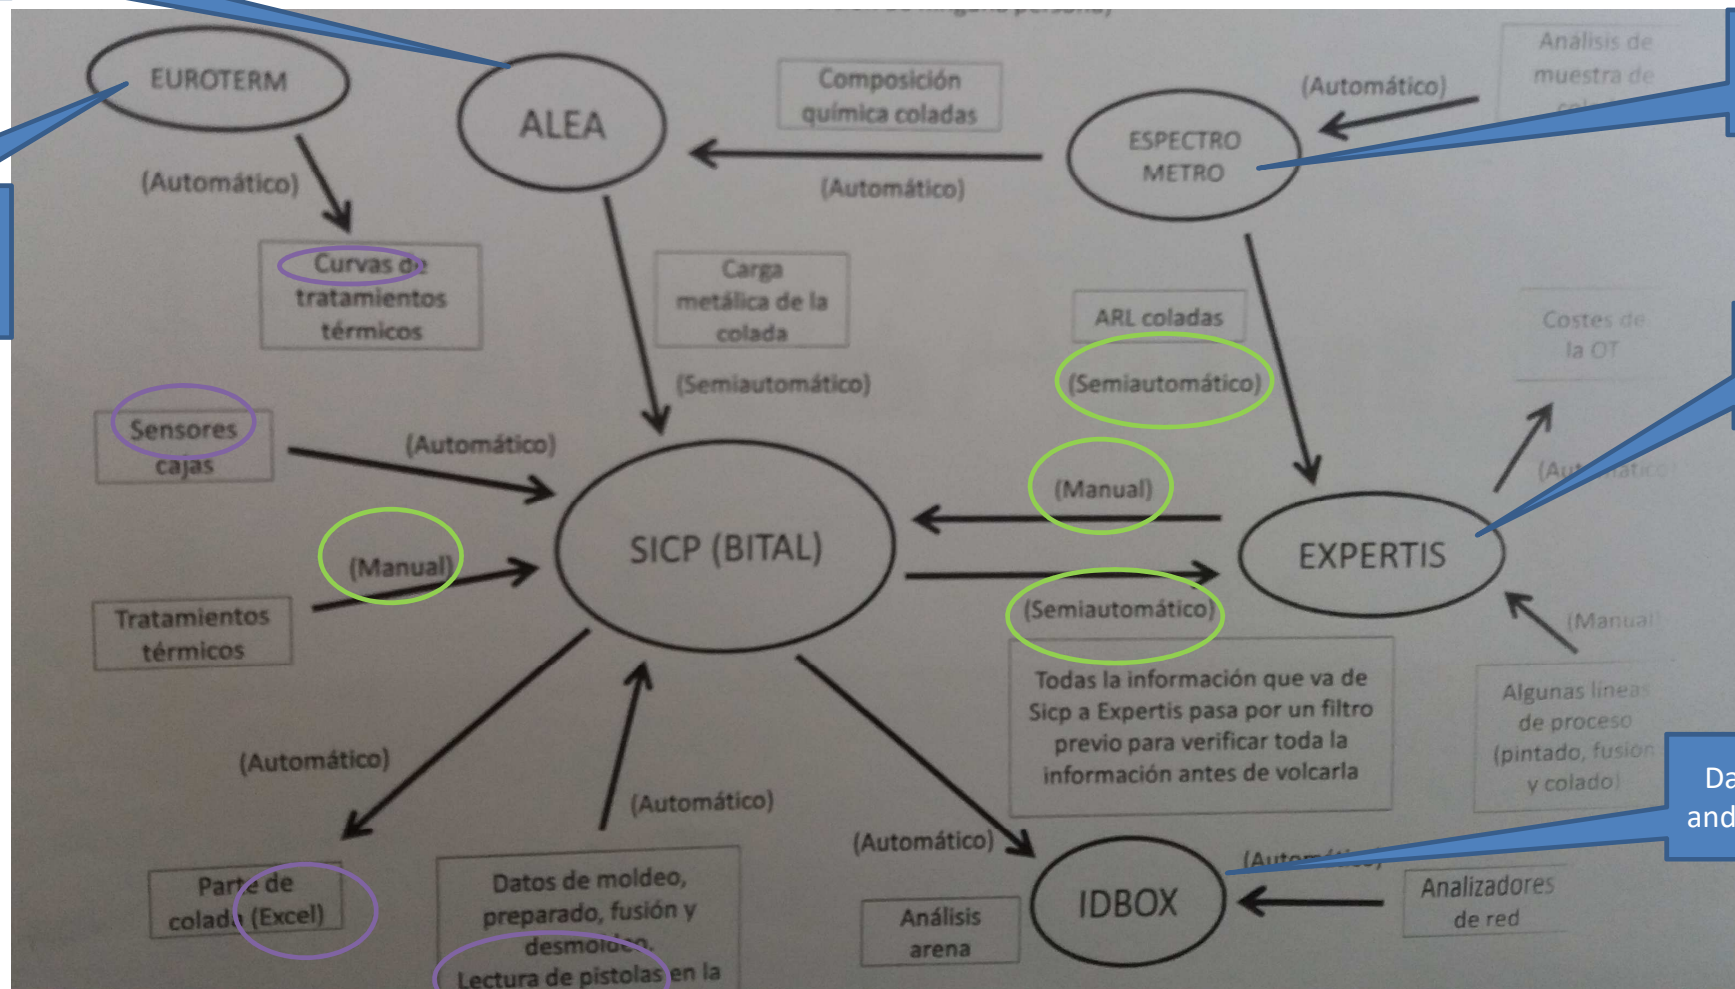 EUROTERM
ALEA
Composición
química coladas
(Automático)
ESPECTRO
METRO
(Automático)
Análisis de
muestra de
(Automático)
Curvas de
tratamientos
térmicos
Carga
metálica de la
colada
(Semiautomático)
ARL coladas
(Semiautomático)
Costes de
la OT
Sensores
cajas
(Automático)
(Manual)
SICP (BITAL)
(Manual)
(Semiautomático)
EXPERTIS
Tratamientos
térmicos
(Manual)
Todas la información que va de
Sicp a Expertis pasa por un filtro
previo para verificar toda la
información antes de volcarla
Algunas líneas
de proceso
(pintado, fusión
y colado)
(Automático)
(Automático)
(Automático)
Parte de
colada (Excel)
Datos de moldeo,
preparado, fusión y
desmoldeo.
Lectura de pistolas en la
Análisis
arena
IDBOX
Analizadores
de red